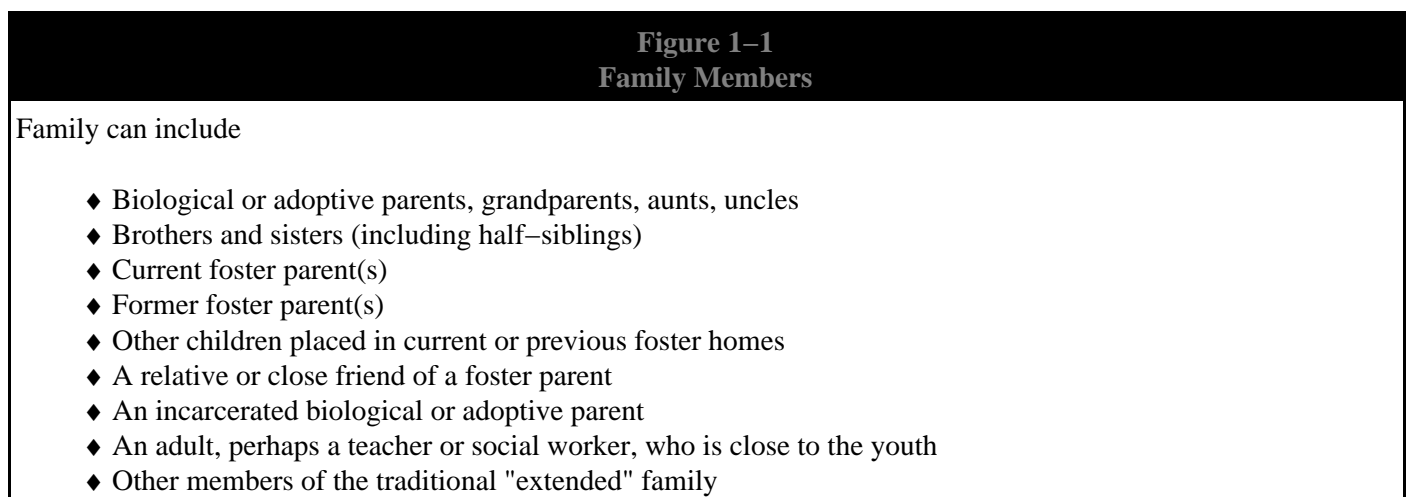 Figure 1−1
Family Members
Family can include
♦ Biological or adoptive parents, grandparents, aunts, uncles
♦ Brothers and sisters (including half−siblings)
♦ Current foster parent(s)
♦ Former foster parent(s)
♦ Other children placed in current or previous foster homes
♦ A relative or close friend of a foster parent
♦ An incarcerated biological or adoptive parent
♦ An adult, perhaps a teacher or social worker, who is close to the youth
♦ Other members of the traditional "extended" family